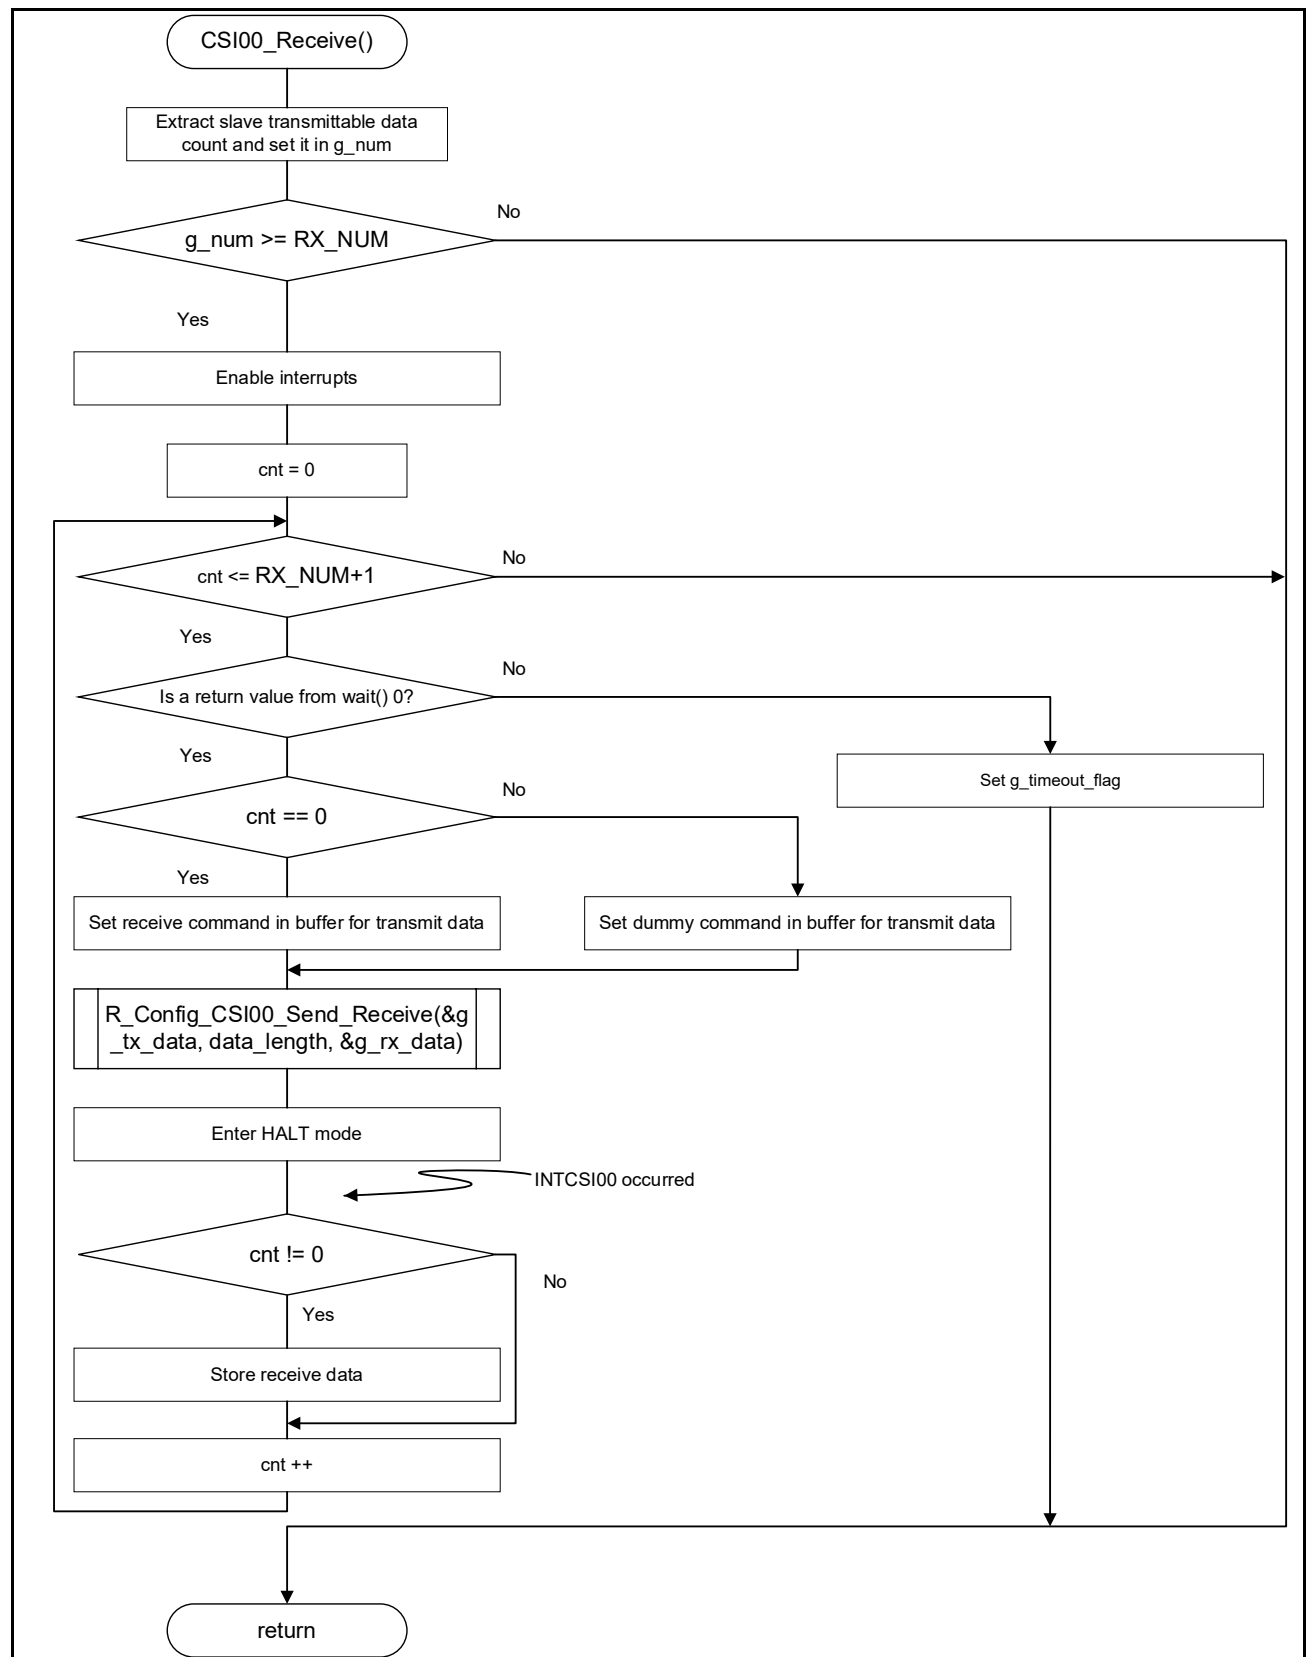 CSI00_Receive()
Extract slave transmittable data
count and set it in g_num
No
g_num >= RX_NUM
Yes
Enable interrupts
cnt = 0
No
cnt <= RX_NUM+1
Yes
No
Is a return value from wait() 0?
Yes
Set g_timeout_flag
No
cnt == 0
Yes
Set receive command in buffer for transmit data
Set dummy command in buffer for transmit data
R_Config_CSI00_Send_Receive(&g
_tx_data, data_length, &g_rx_data)
Enter HALT mode
INTCSI00 occurred
cnt != 0
No
Yes
Store receive data
cnt ++
return